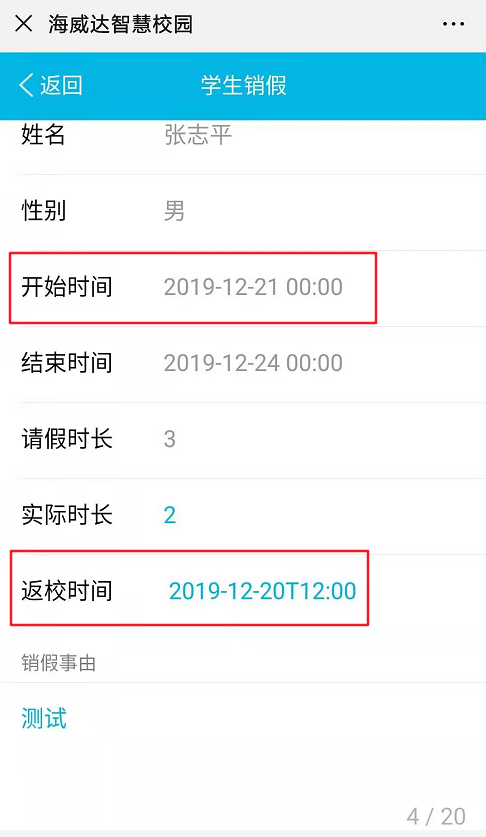 海威达智慧校园
返回 学生销假
姓名 张志平
性别 男
开始时间 2019-12-21 00:00
结束时间 2019-12-24 00:00
请假时长 3
实际时长 2
返校时间 2019-12-20T12:00
销假事由
测试
4 / 20